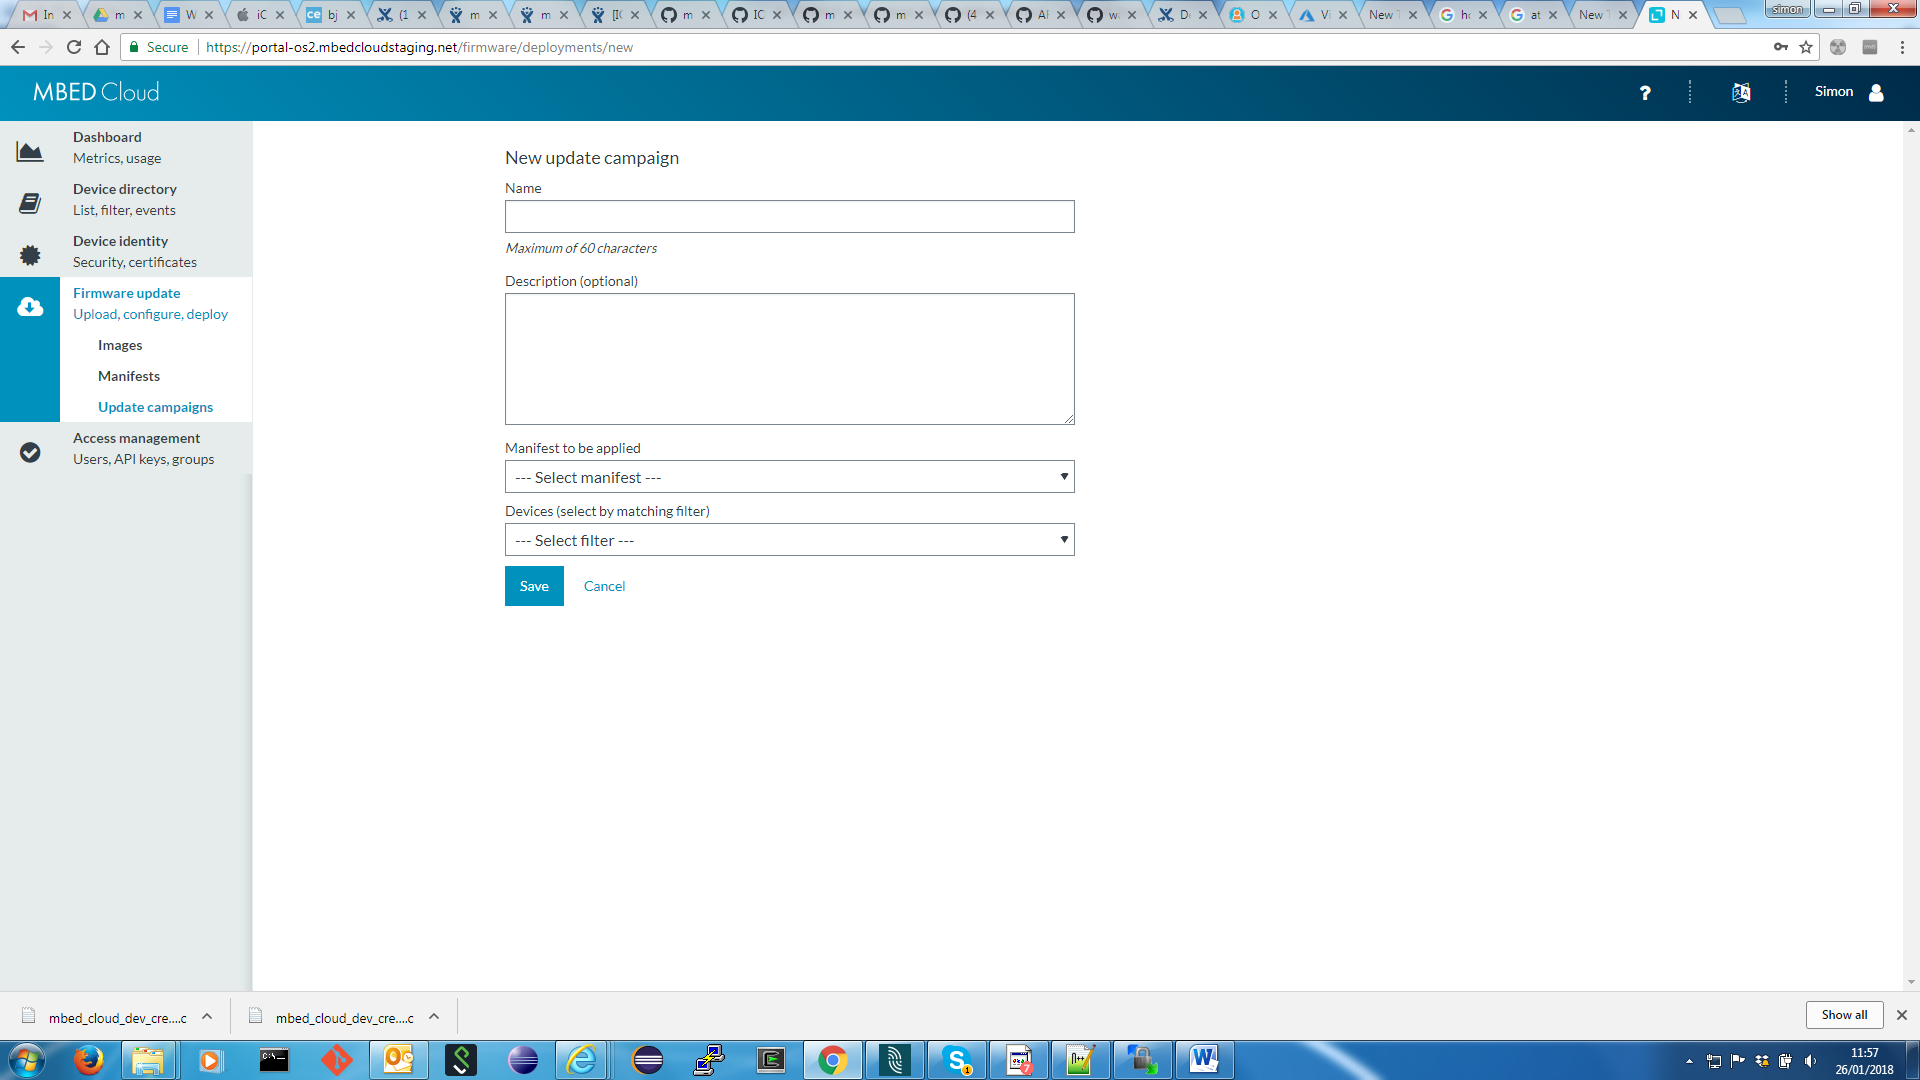 In
m
W
iC
ce bj
(1
m
m
[IC
m
IC
m
m
(4
AI
w
D
O
Vi
New T
G h
G at
New T
N
simon
Secure
https://portal-os2.mbedcloudstaging.net/firmware/deployments/new
MBED Cloud
?
Simon
Dashboard
Metrics, usage
Device directory
List, filter, events
Device identity
Security, certificates
Firmware update
Upload, configure, deploy
Images
Manifests
Update campaigns
Access management
Users, API keys, groups
New update campaign
Name
Maximum of 60 characters
Description (optional)
Manifest to be applied
--- Select manifest ---
Devices (select by matching filter)
--- Select filter ---
Save
Cancel
mbed_cloud_dev_cre....c
mbed_cloud_dev_cre....c
Show all
11:57
26/01/2018